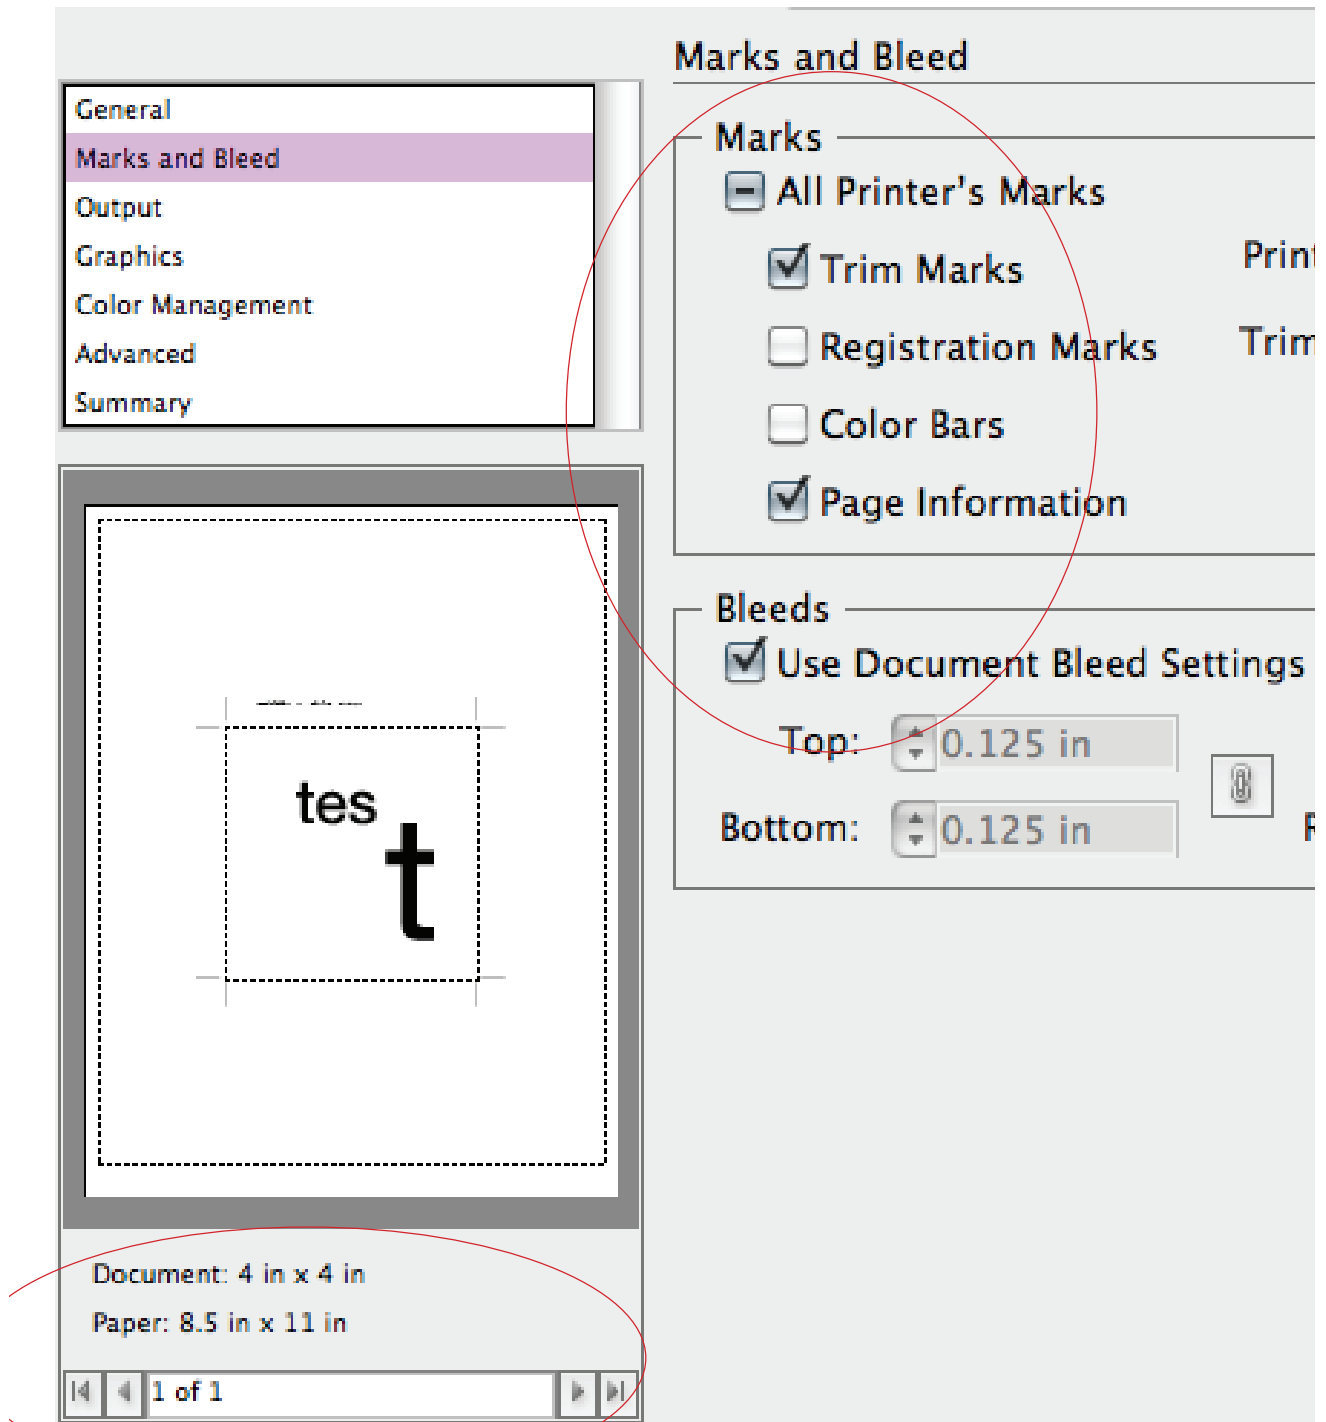 Marks and Bleed
General
Marks and Bleed
Output
Graphics
Color Management
Advanced
Summary
Marks
All Printer's Marks
Trim Marks
Registration Marks
Color Bars
Page Information
Prin
Trim
Bleeds
Use Document Bleed Settings
Top: 0.125 in
Bottom: 0.125 in
tes
t
Document: 4 in x 4 in
Paper: 8.5 in x 11 in
1 of 1